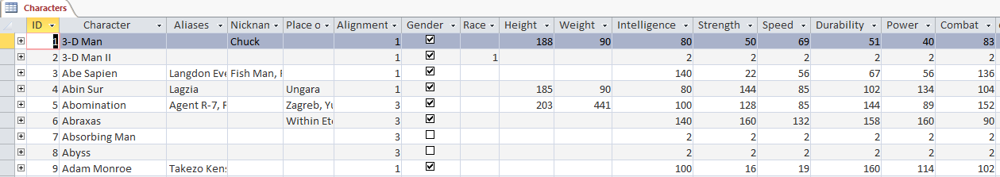 Characters
ID Character Aliases Nicknan Place o Alignment Gender Race Height Weight Intelligence Strength Speed Durability Power Combat
1 3-D Man Chuck 1 188 90 80 50 69 51 40 83
2 3-D Man II 1 1 2 2 2 2 2 2
3 Abe Sapien Langdon Eve Fish Man, F 1 140 22 56 67 56 136
4 Abin Sur Lagzia Ungara 1 185 90 80 144 85 102 134 104
5 Abomination Agent R-7, F Zagreb, Yu 3 203 441 100 128 85 144 89 152
6 Abraxas Within Ete 3 140 160 132 158 160 90
7 Absorbing Man 3 2 2 2 2 2 2
8 Abyss 3 2 2 2 2 2 2
9 Adam Monroe Takezo Kens 1 100 16 19 160 114 102